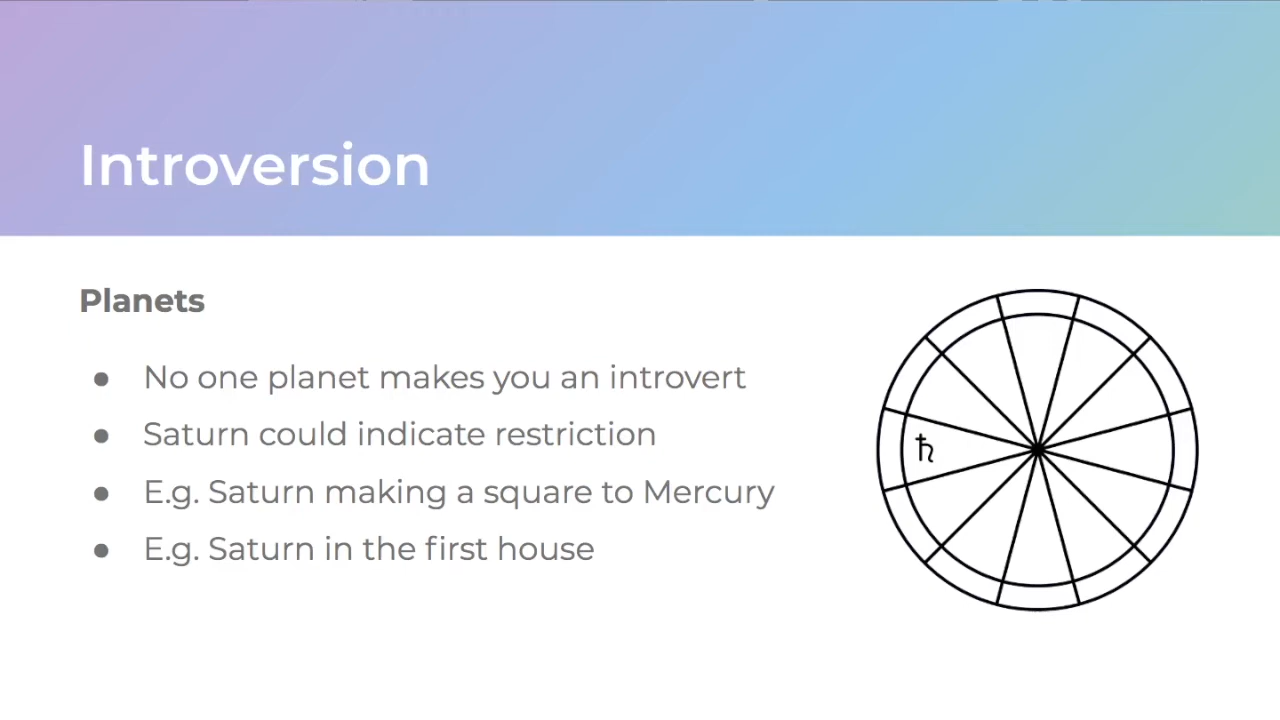 Introversion
Planets
● No one planet makes you an introvert
● Saturn could indicate restriction
● E.g. Saturn making a square to Mercury
● E.g. Saturn in the first house
♄